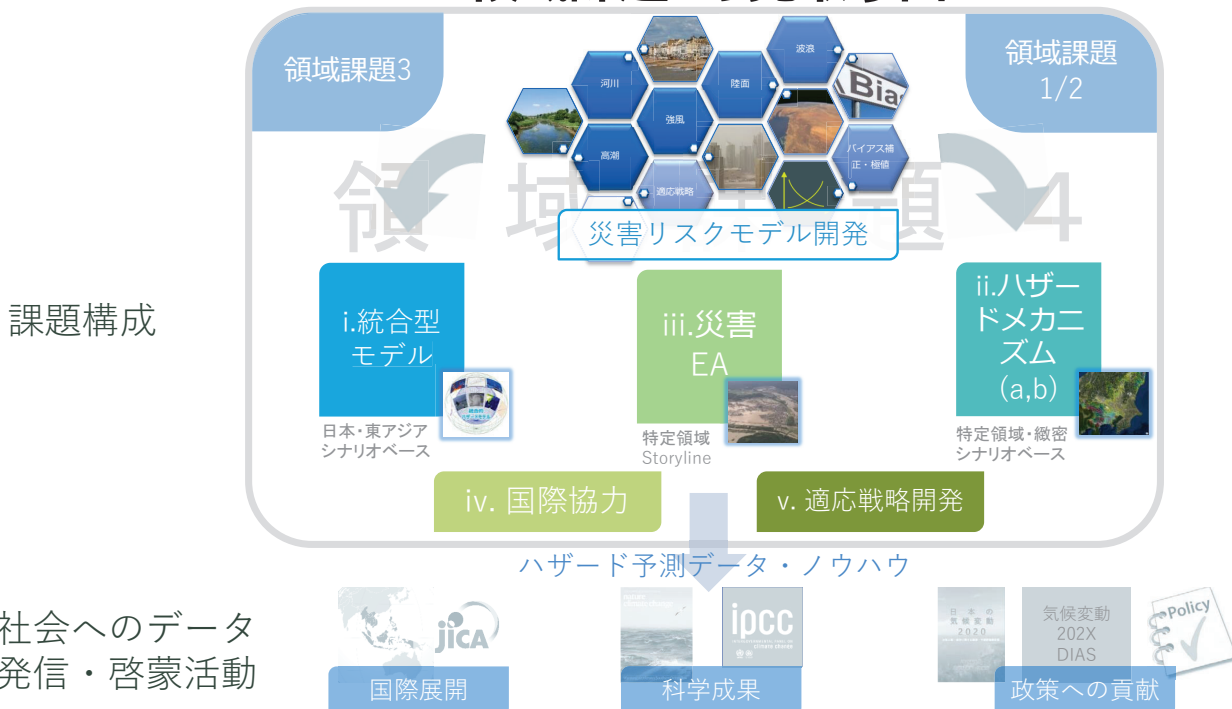 領域課題3
領域課題
1/2
河川
強風
高潮
適応戦略
陸面
波浪
Bia
バイアス補
正・極値
領 域 題 4
災害リスクモデル開発
課題構成
i.統合型
モデル
日本・東アジア
シナリオベース
iii.災害
EA
特定領域
Storyline
ii.ハザー
ドメカニ
ズム
(a,b)
特定領域・緻密
シナリオベース
iv. 国際協力
v. 適応戦略開発
ハザード予測データ・ノウハウ
社会へのデータ
発信・啓蒙活動
jICA
国際展開
ipcc
科学成果
日本の
気候変動
2020
気候変動
202X
DIAS
Policy
政策への貢献